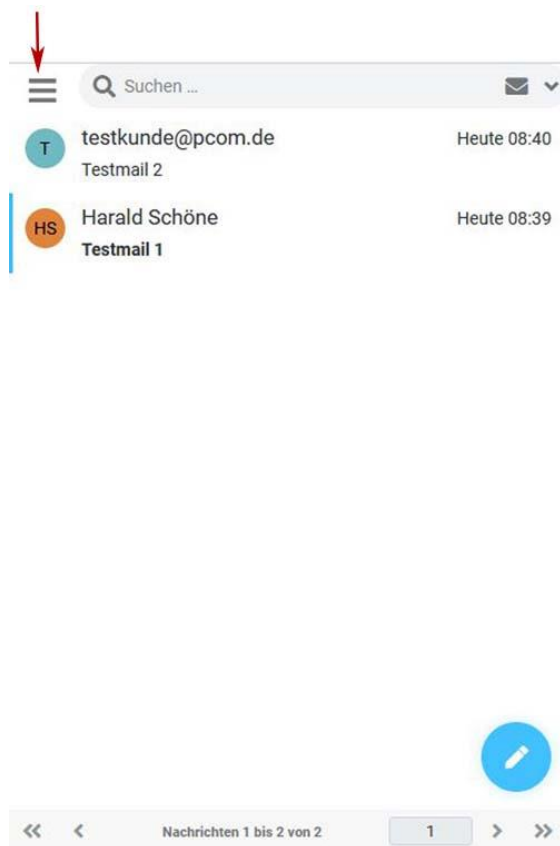 Suchen ...
T
testkunde@pcom.de
Heute 08:40
Testmail 2
HS
Harald Schöne
Heute 08:39
Testmail 1
Nachrichten 1 bis 2 von 2
1